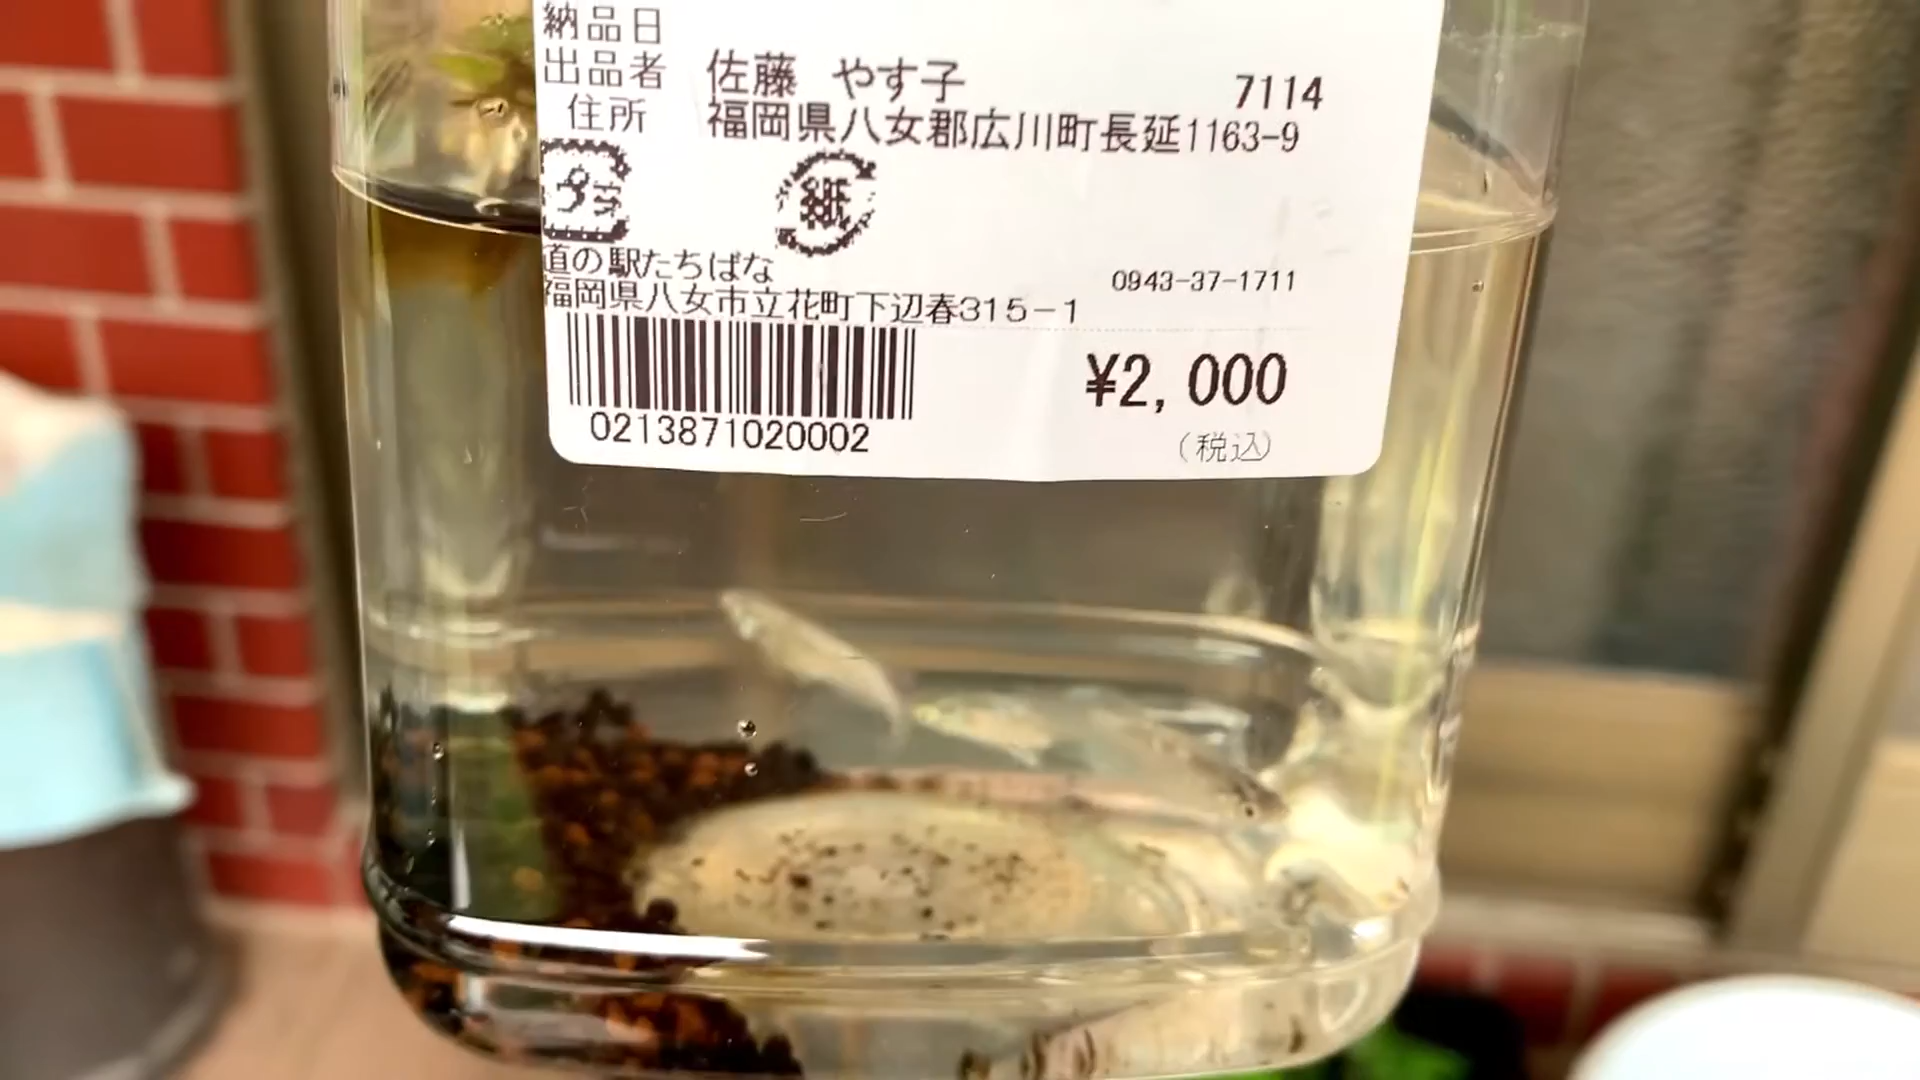 納品日
出品者 佐藤 やす子 7114
住所 福岡県八女郡広川町長延1163-9
プラ 紙
道の駅たちばな 0943-37-1711
福岡県八女市立花町下辺春315-1
¥2,000
0213871020002
(税込)